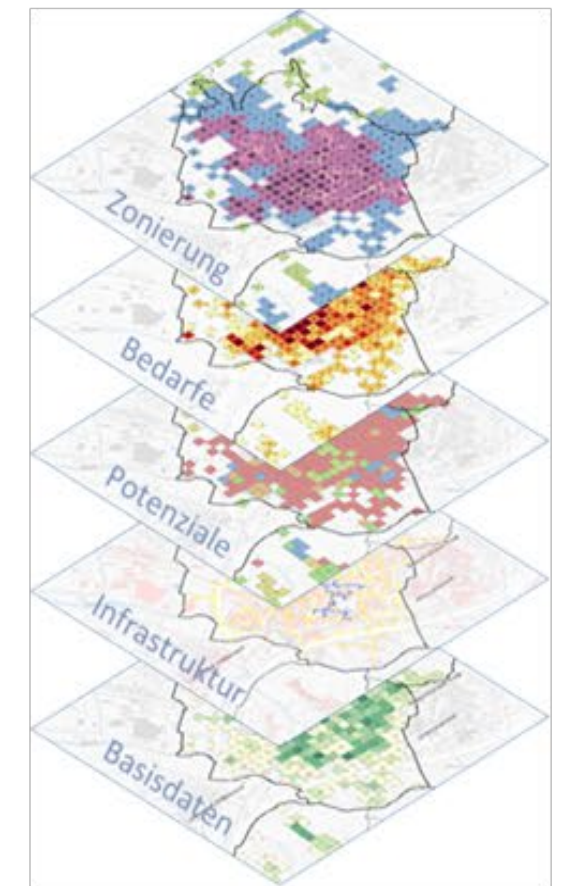 Zonierung
Bedarfe
Potenziale
Infrastruktur
Basisdaten